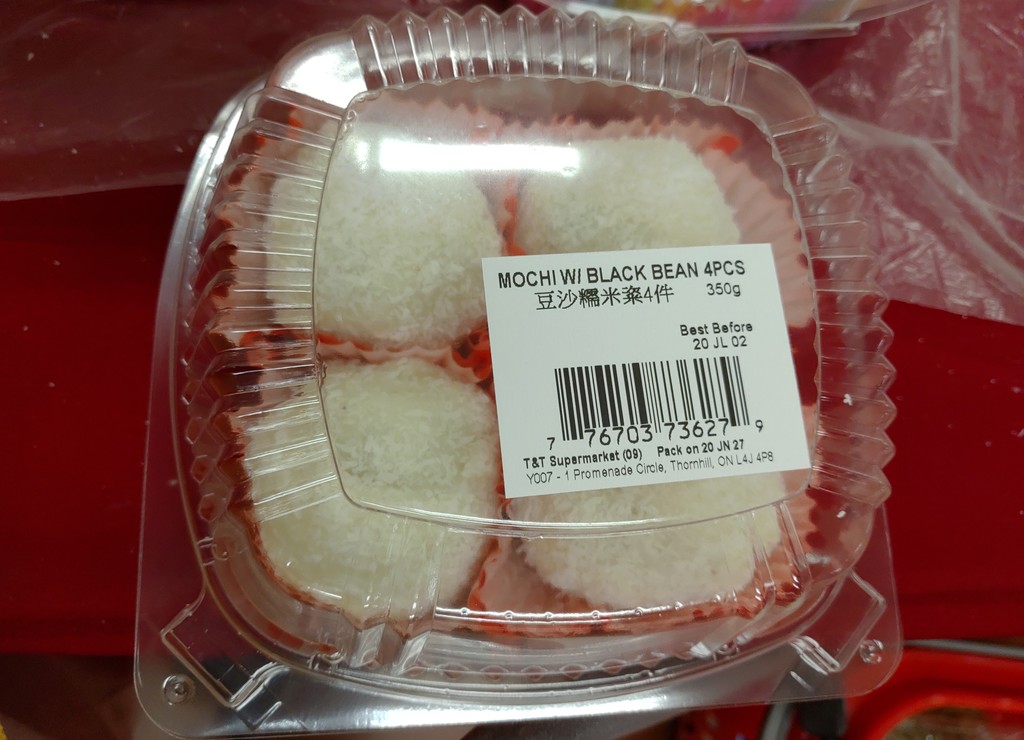 MOCHI W/ BLACK BEAN 4PCS
豆沙糯米棻4件 350g
Best Before
20 JL 02
7 76703 73627 9
T&T Supermarket (09) Pack on 20 JN 27
Y007 - 1 Promenade Circle, Thornhill, ON L4J 4P8